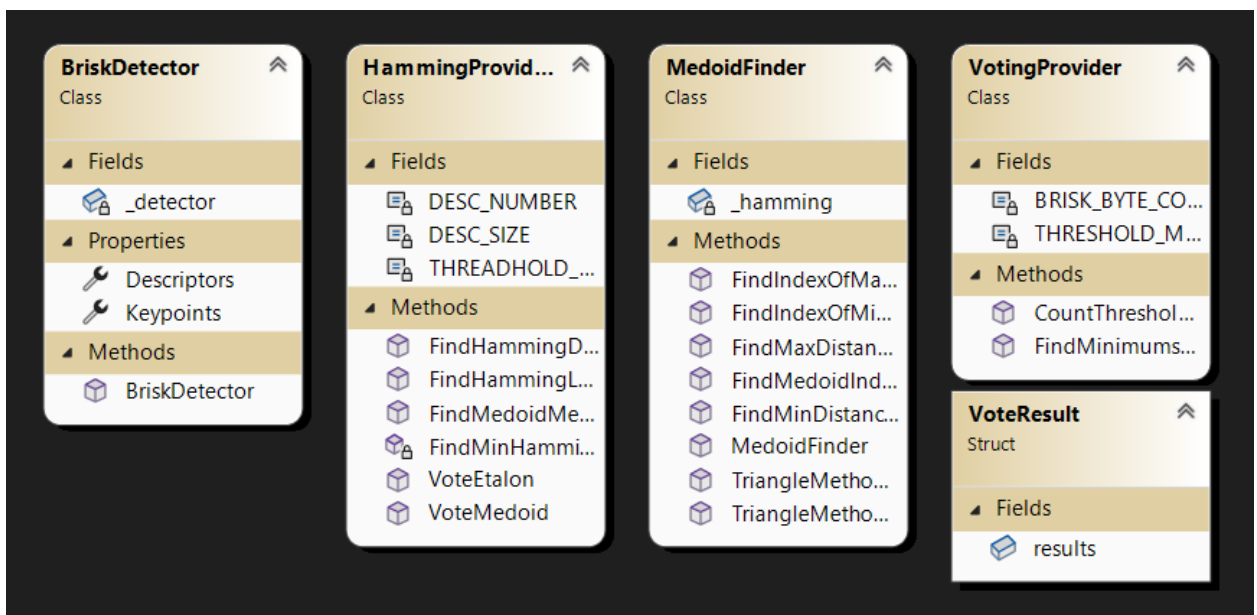 BriskDetector
Class
Fields
_detector
Properties
Descriptors
Keypoints
Methods
BriskDetector
HammingProvid...
Class
Fields
DESC_NUMBER
DESC_SIZE
THREADHOLD_...
Methods
FindHammingD...
FindHammingL...
FindMedoidMe...
FindMinHammi...
VoteEtalon
VoteMedoid
MedoidFinder
Class
Fields
_hamming
Methods
FindIndexOfMa...
FindIndexOfMi...
FindMaxDistan...
FindMedoidInd...
FindMinDistanc...
MedoidFinder
TriangleMetho...
TriangleMetho...
VotingProvider
Class
Fields
BRISK_BYTE_CO...
THRESHOLD_M...
Methods
CountThreshol...
FindMinimums...
VoteResult
Struct
Fields
results